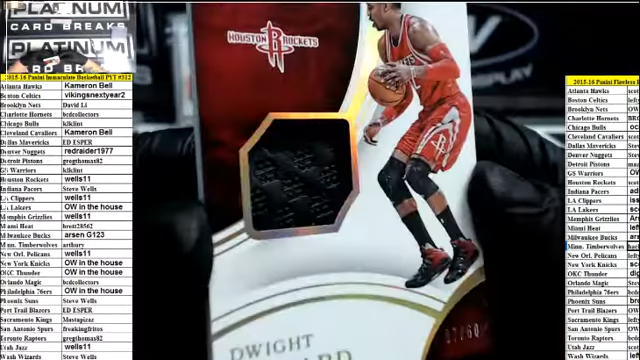 PLATINUM
CARD BREAKS
PLATINUM
CARD BREAKS
2015-16 Panini Immaculate Basketball PYT #312
Atlanta Hawks Kameron Bell
Boston Celtics vikingsnextyear2
Brooklyn Nets David Li
Charlotte Hornets bcdcollectors
Chicago Bulls klklint
Cleveland Cavaliers Kameron Bell
Dallas Mavericks ED ESPER
Denver Nuggets redraider1977
Detroit Pistons gregthomas82
GS Warriors klklint
Houston Rockets wells11
Indiana Pacers Steve Wells
LA Clippers wells11
LA Lakers OW in the house
Memphis Grizzlies wells11
Miami Heat brett28562
Milwaukee Bucks arsen G123
Minn. Timberwolves arthury
New Orl. Pelicans wells11
New York Knicks OW in the house
OKC Thunder OW in the house
Orlando Magic bcdcollectors
Philadelphia 76ers OW in the house
Phoenix Suns Steve Wells
Port Trail Blazers ED ESPER
Sacramento Kings
San Antonio Spurs freakingfritos
Toronto Raptors gregthomas82
Utah Jazz wells11
Wash Wizards Steve Wells
HOUSTON ROCKETS
ROCKETS
DWIGHT
/60
2015-16 Panini Flawless
Atlanta Hawks
Boston Celtics
Brooklyn Nets
Charlotte Hornets
Chicago Bulls
Cleveland Cavaliers
Dallas Mavericks
Denver Nuggets
Detroit Pistons
GS Warriors
Houston Rockets
Indiana Pacers
LA Clippers
LA Lakers
Memphis Grizzlies
Miami Heat
Milwaukee Bucks
Minn. Timberwolves
New Orl. Pelicans
New York Knicks
OKC Thunder
Orlando Magic
Philadelphia 76ers
Phoenix Suns
Port Trail Blazers
Sacramento Kings
San Antonio Spurs
Toronto Raptors
Utah Jazz
Wash Wizards